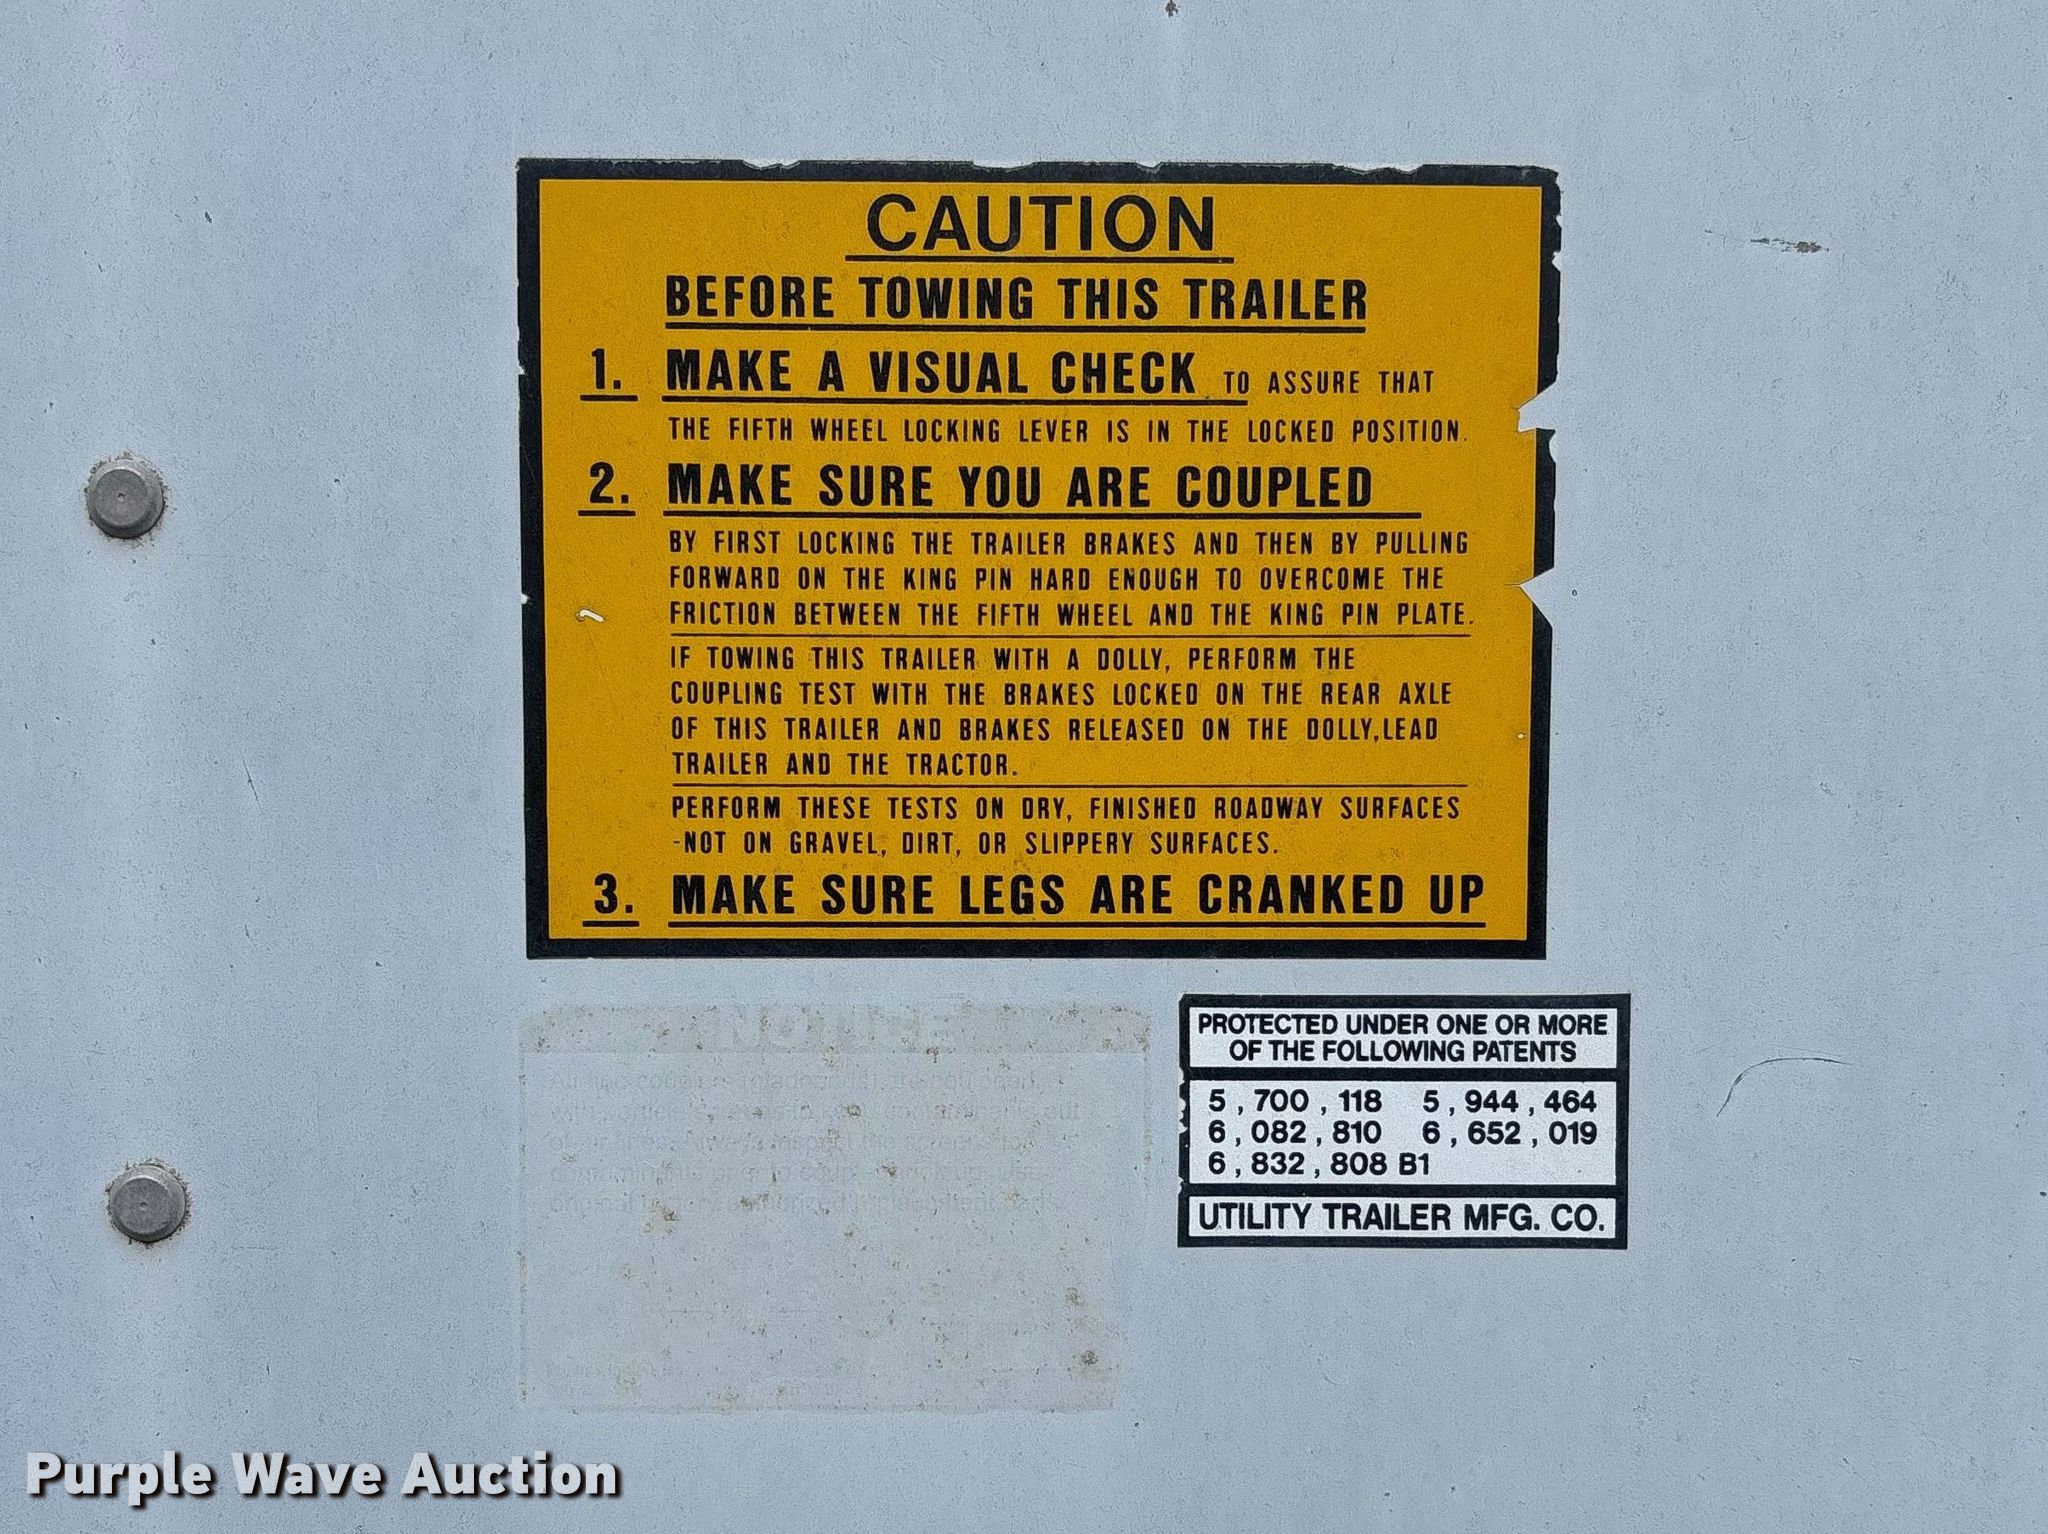 CAUTION
BEFORE TOWING THIS TRAILER
1. MAKE A VISUAL CHECK TO ASSURE THAT
THE FIFTH WHEEL LOCKING LEVER IS IN THE LOCKED POSITION.
2. MAKE SURE YOU ARE COUPLED
BY FIRST LOCKING THE TRAILER BRAKES AND THEN BY PULLING
FORWARD ON THE KING PIN HARD ENOUGH TO OVERCOME THE
FRICTION BETWEEN THE FIFTH WHEEL AND THE KING PIN PLATE.
IF TOWING THIS TRAILER WITH A DOLLY, PERFORM THE
COUPLING TEST WITH THE BRAKES LOCKED ON THE REAR AXLE
OF THIS TRAILER AND BRAKES RELEASED ON THE DOLLY,LEAD
TRAILER AND THE TRACTOR.
PERFORM THESE TESTS ON DRY, FINISHED ROADWAY SURFACES
-NOT ON GRAVEL, DIRT, OR SLIPPERY SURFACES.
3. MAKE SURE LEGS ARE CRANKED UP
NOTICE
PROTECTED UNDER ONE OR MORE
OF THE FOLLOWING PATENTS
5,700,118 5,944,464
6,082,810 6,652,019
6,832,808 B1
UTILITY TRAILER MFG. CO.
Purple Wave Auction